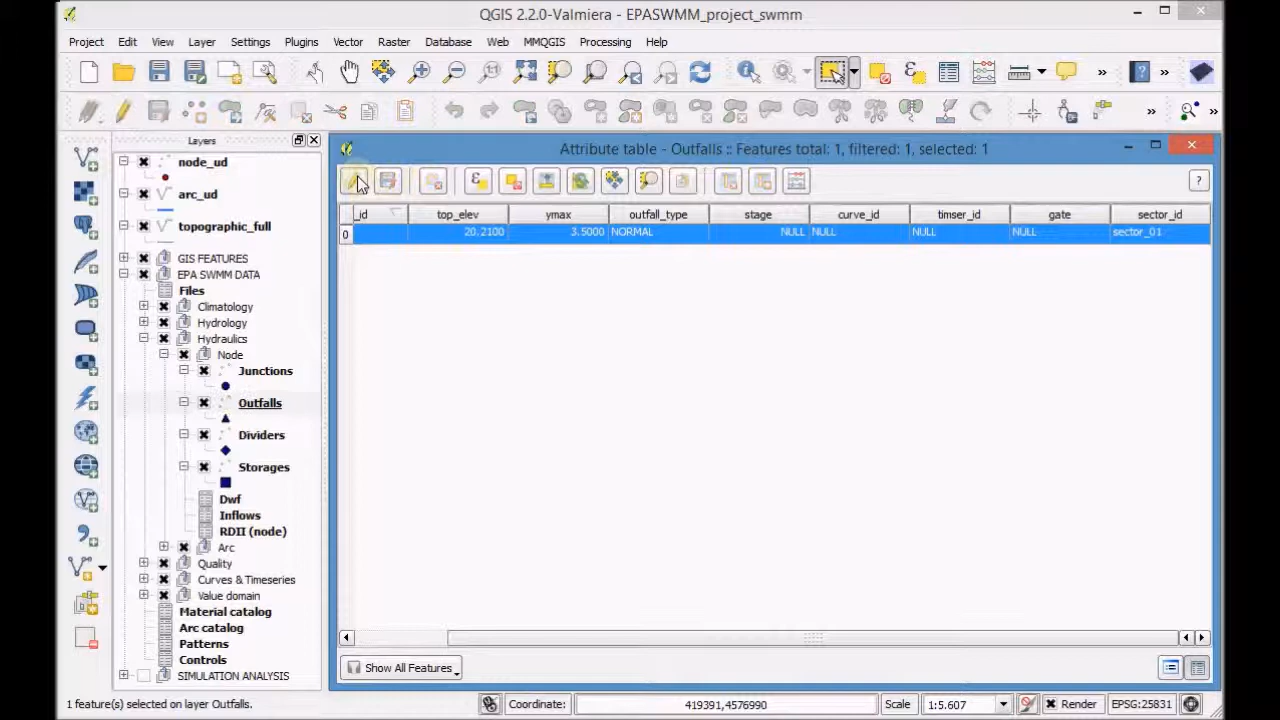 QGIS 2.2.0-Valmiera - EPASWMM_project_swmm
Project Edit View Layer Settings Plugins Vector Raster Database Web MMQGIS Processing Help
Layers
Attribute table - Outfalls :: Features total: 1, filtered: 1, selected: 1
node_ud
arc_ud
topographic_full
GIS FEATURES
EPA SWMM DATA
Files
Climatology
Hydrology
Hydraulics
Node
Junctions
Outfalls
Dividers
Storages
Dwf
Inflows
RDII (node)
Arc
Quality
Curves & Timeseries
Value domain
Material catalog
Arc catalog
Patterns
Controls
SIMULATION ANALYSIS
_id top_elev ymax outfall_type stage curve_id timser_id gate sector_id
0 20.2100 3.5000 NORMAL NULL NULL NULL NULL sector_01
Show All Features
1 feature(s) selected on layer Outfalls. Coordinate: 419391,4576990 Scale 1:5.607 Render EPSG:25831